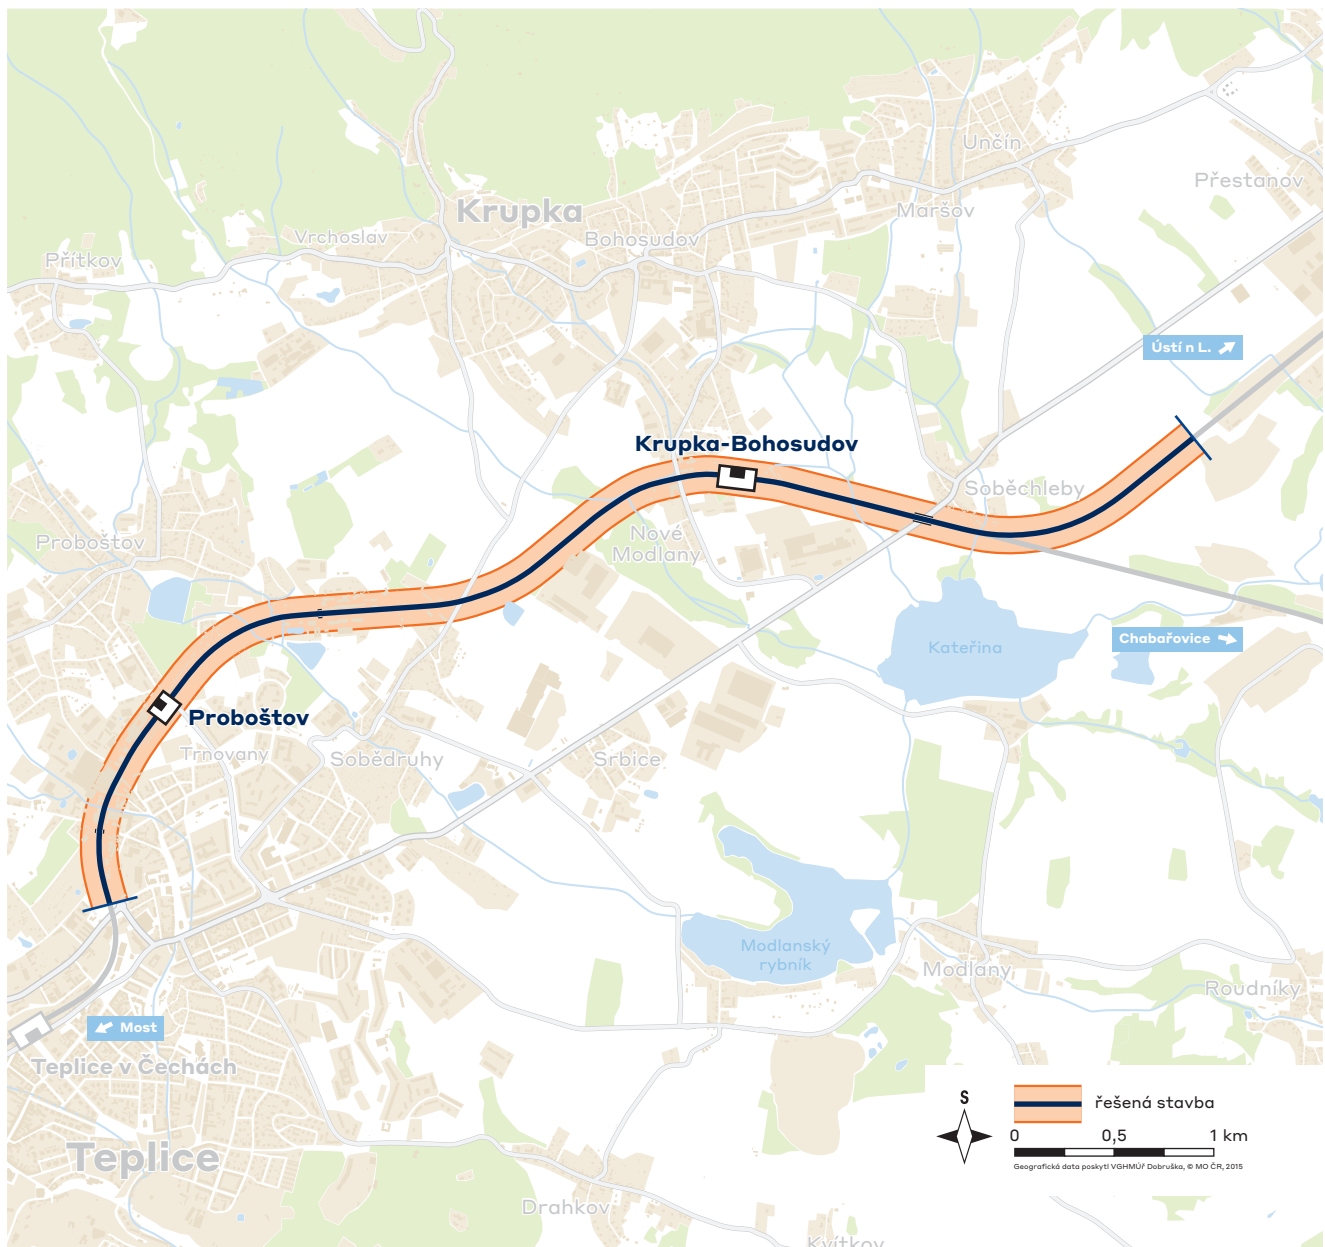 Unčín
Přestanov
Krupka
Maršov
Vrchoslav
Bohosudov
Přítkov
Ústí n L.
Krupka-Bohosudov
Soběchleby
Proboštov
Nové
Modlany
Chabařovice
Kateřina
Proboštov
Trnovany
Sobědruhy
Srbice
Modlanský
rybník
Modlany
Roudníky
Most
Teplice v Čechách
S
řešená stavba
0 0,5 1 km
Geografická data poskytl VGHMÚř Dobruška, © MO ČR, 2015
Teplice
Drahkov
Kvítkov